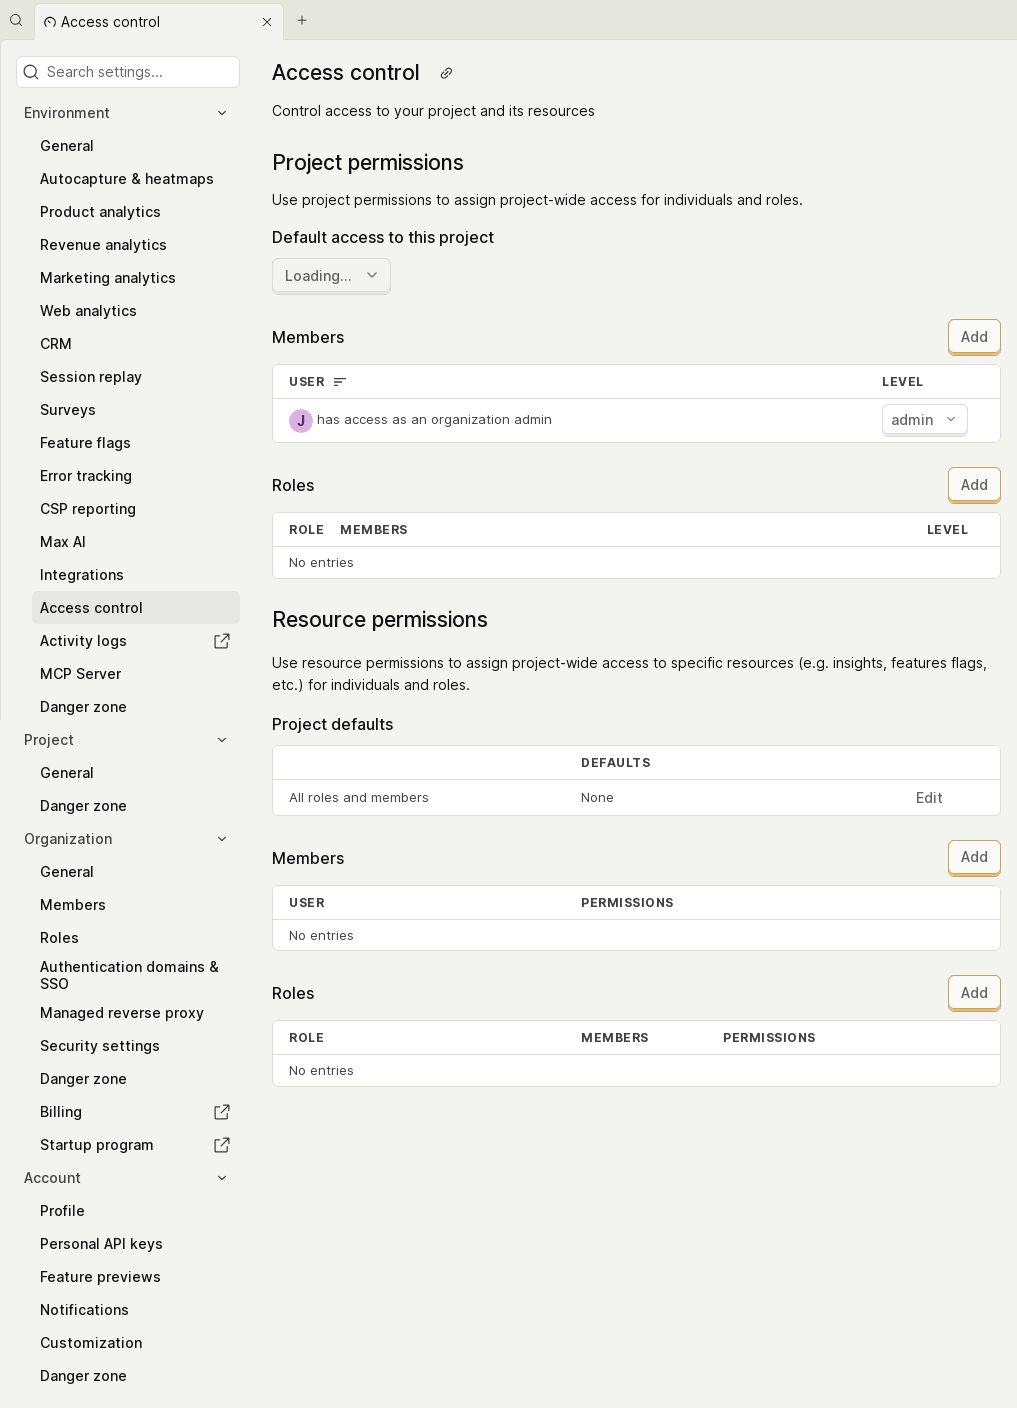 Access control
Search settings...
Environment
General
Autocapture & heatmaps
Product analytics
Revenue analytics
Marketing analytics
Web analytics
CRM
Session replay
Surveys
Feature flags
Error tracking
CSP reporting
Max AI
Integrations
Access control
Activity logs
MCP Server
Danger zone
Project
General
Danger zone
Organization
General
Members
Roles
Authentication domains &
SSO
Managed reverse proxy
Security settings
Danger zone
Billing
Startup program
Account
Profile
Personal API keys
Feature previews
Notifications
Customization
Danger zone
Access control
Control access to your project and its resources
Project permissions
Use project permissions to assign project-wide access for individuals and roles.
Default access to this project
Loading...
Members Add
USER LEVEL
J has access as an organization admin admin
Roles Add
ROLE MEMBERS LEVEL
No entries
Resource permissions
Use resource permissions to assign project-wide access to specific resources (e.g. insights, features flags,
etc.) for individuals and roles.
Project defaults
DEFAULTS
All roles and members None Edit
Members Add
USER PERMISSIONS
No entries
Roles Add
ROLE MEMBERS PERMISSIONS
No entries